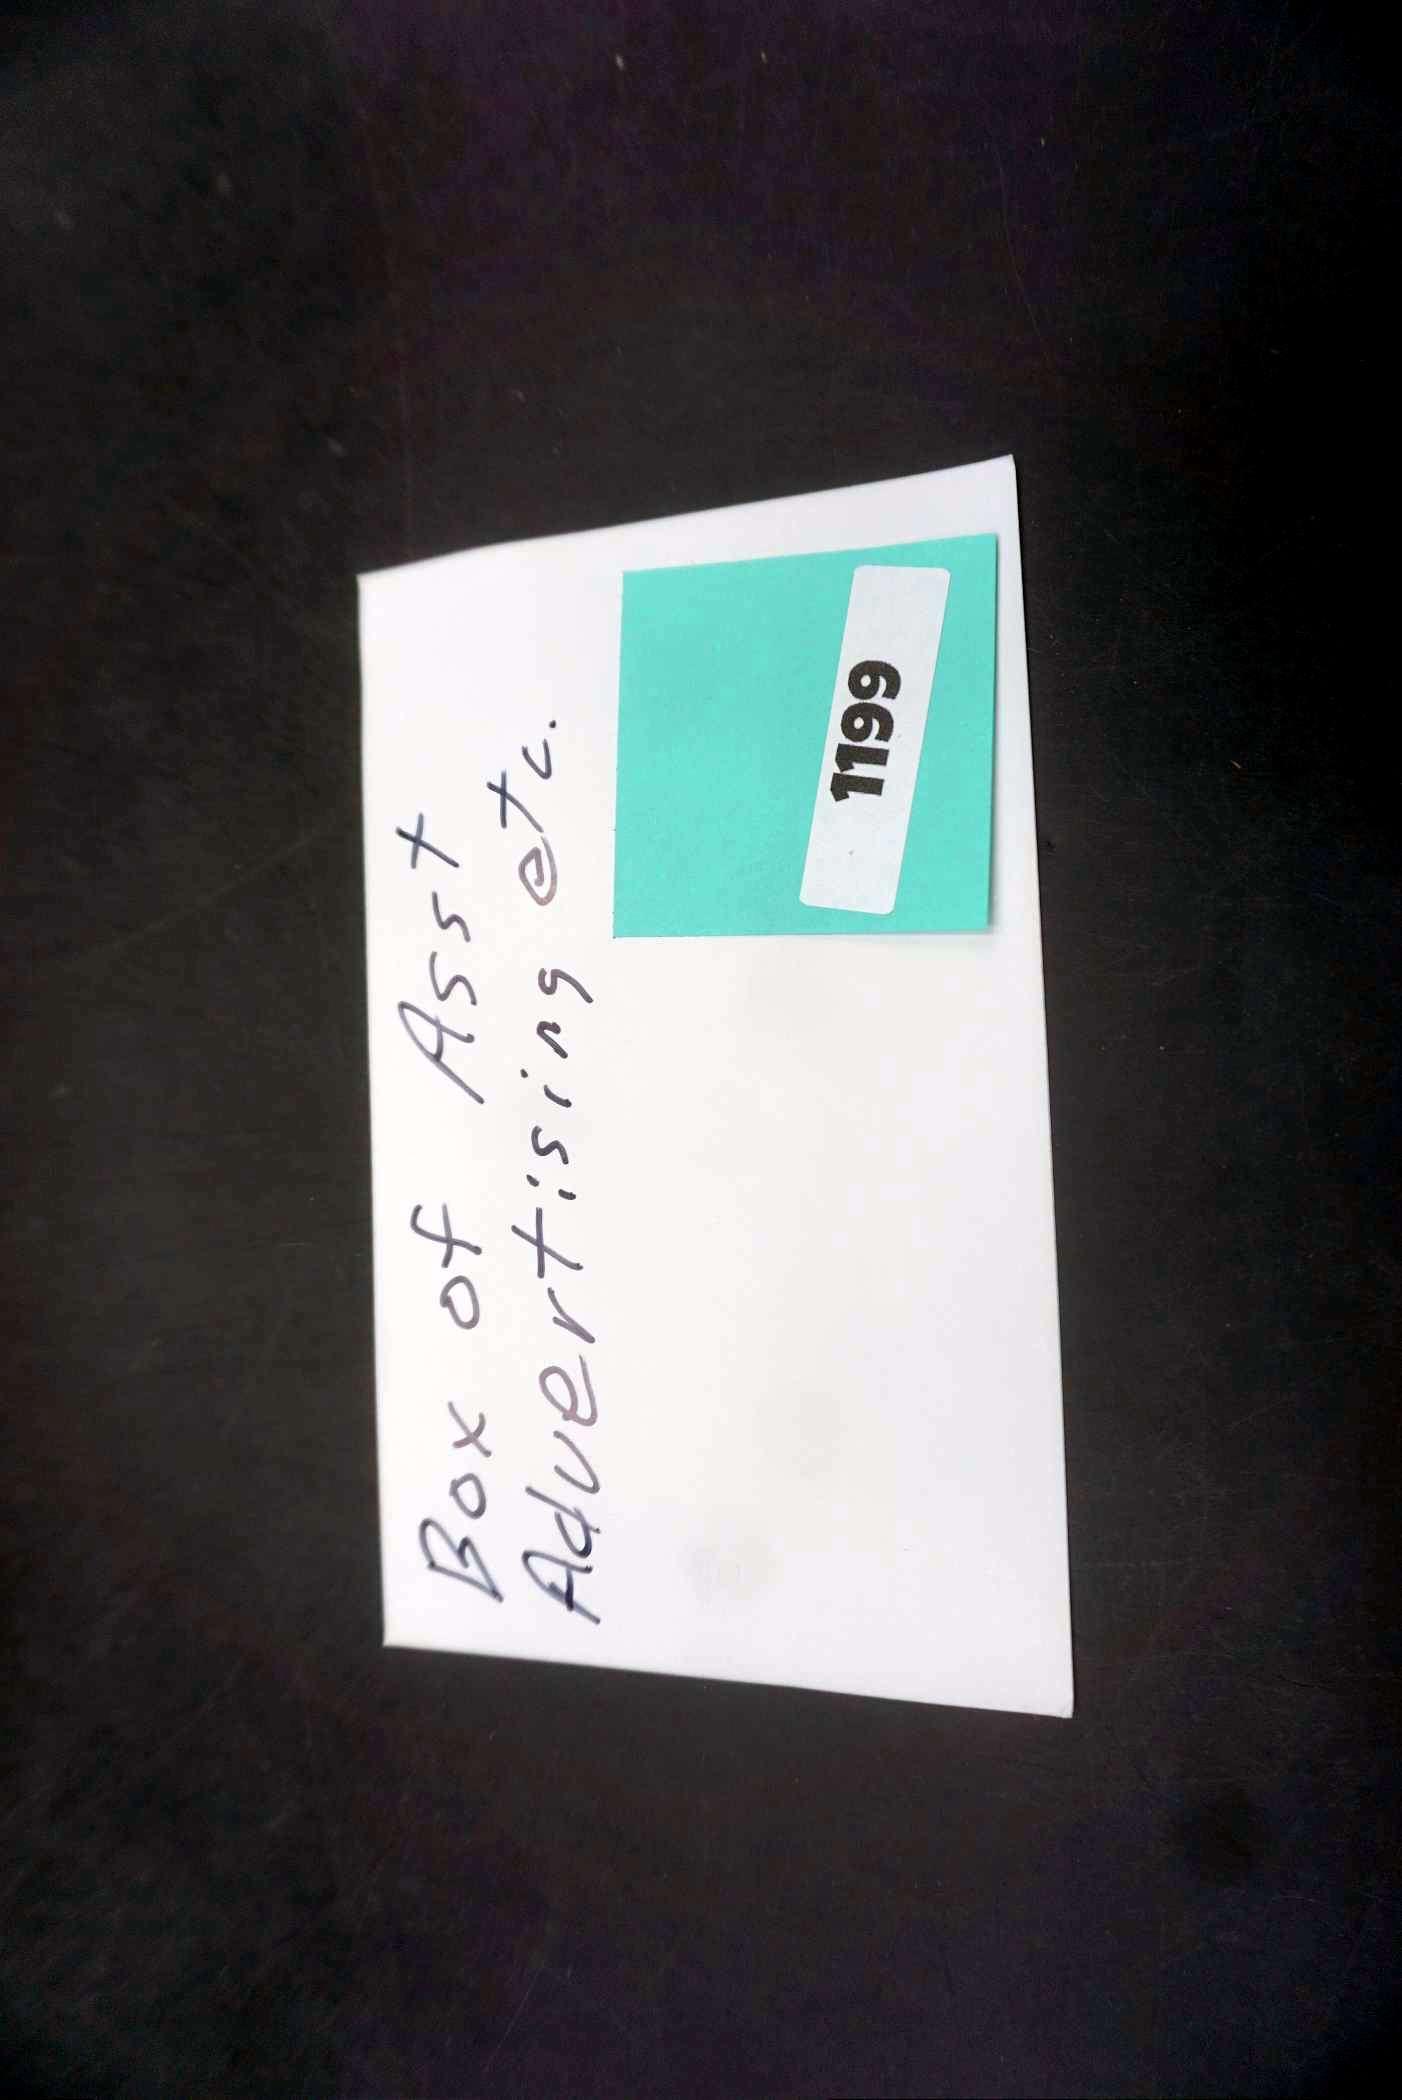 Box of Asst
Advertising etc.
1199